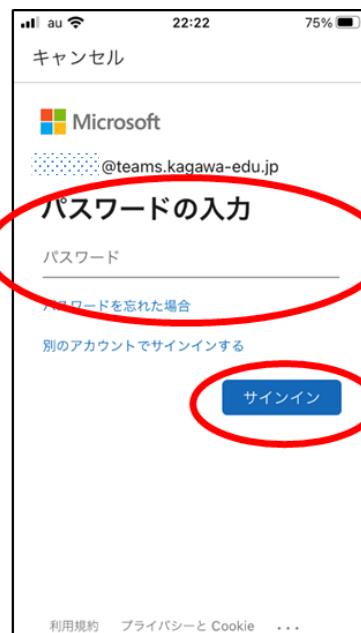 au 22:22 75%
キャンセル
Microsoft
@teams.kagawa-edu.jp
パスワードの入力
パスワード
パスワードを忘れた場合
別のアカウントでサインインする
サインイン
利用規約 プライバシーと Cookie ...